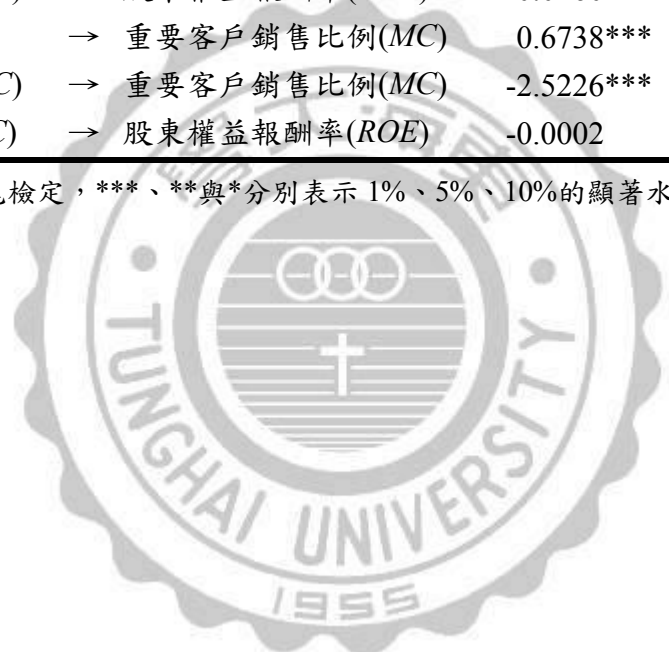 → 重要客戶銷售比例(MC) 0.6738***
C) → 重要客戶銷售比例(MC) -2.5226***
C) → 股東權益報酬率(ROE) -0.0002
檢定，***、**與*分別表示 1%、5%、10%的顯著水
TUNGHAI UNIVERSITY
1955